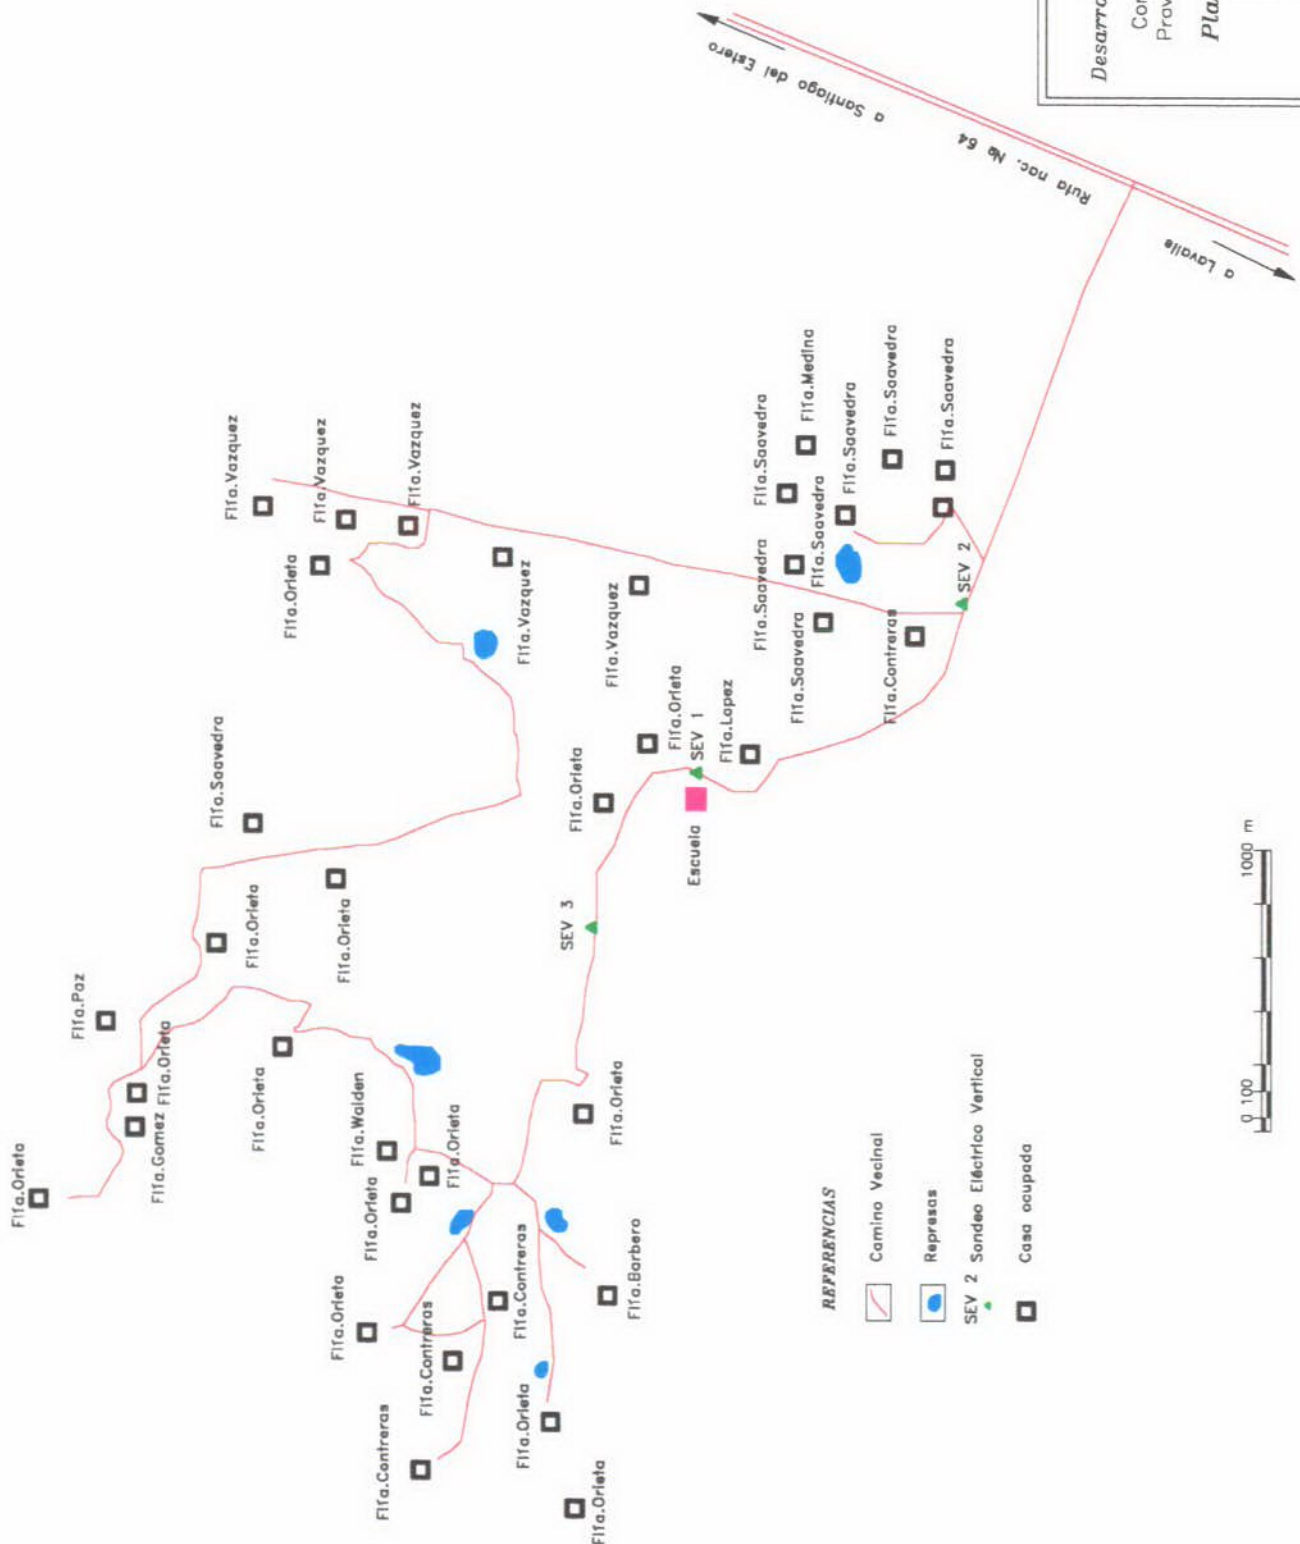 a Santiago del Estero
Ruta nac. Nº 64
a Lavalle
Desarro
Cor
Prov
Pla
Flia.Vazquez
Flia.Vazquez
Flia.Vazquez
Flia.Orieta
Flia.Vazquez
Flia.Vazquez
Flia.Saavedra
Flia.Medina
Flia.Saavedra
Flia.Saavedra
Flia.Saavedra
Flia.Saavedra
Flia.Saavedra
Flia.Saavedra
Flia.Contreras
SEV 2
Flia.Orieta
SEV 1
Flia.Lopez
Flia.Orieta
Escuela
SEV 3
Flia.Saavedra
Flia.Orieta
Flia.Orieta
Flia.Paz
Flia.Orieta
Flia.Gomez
Flia.Orieta
Flia.Orieta
Flia.Walden
Flia.Orieta
Flia.Orieta
Flia.Orieta
Flia.Orieta
Flia.Contreras
Flia.Contreras
Flia.Contreras
Flia.Barbero
Flia.Orieta
Flia.Orieta
REFERENCIAS
Camino Vecinal
Represas
SEV 2 Sondeo Eléctrico Vertical
Casa ocupada
0 100 1000 m